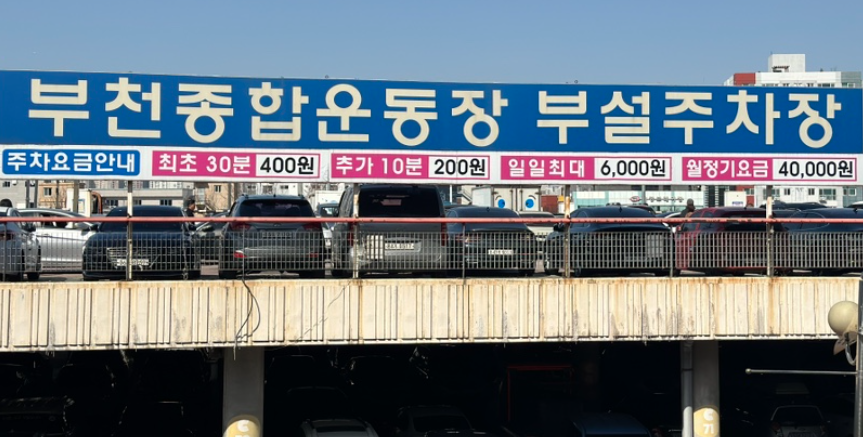 부천종합운동장 부설주차장
주차요금안내 최초 30분 400원 추가 10분 200원 일일최대 6,000원 월정기요금 40,000원